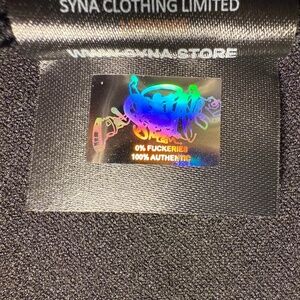 SYNA CLOTHING LIMITED
WWW.SYNA.STORE
0% FUCKERIES
100% AUTHENTIC